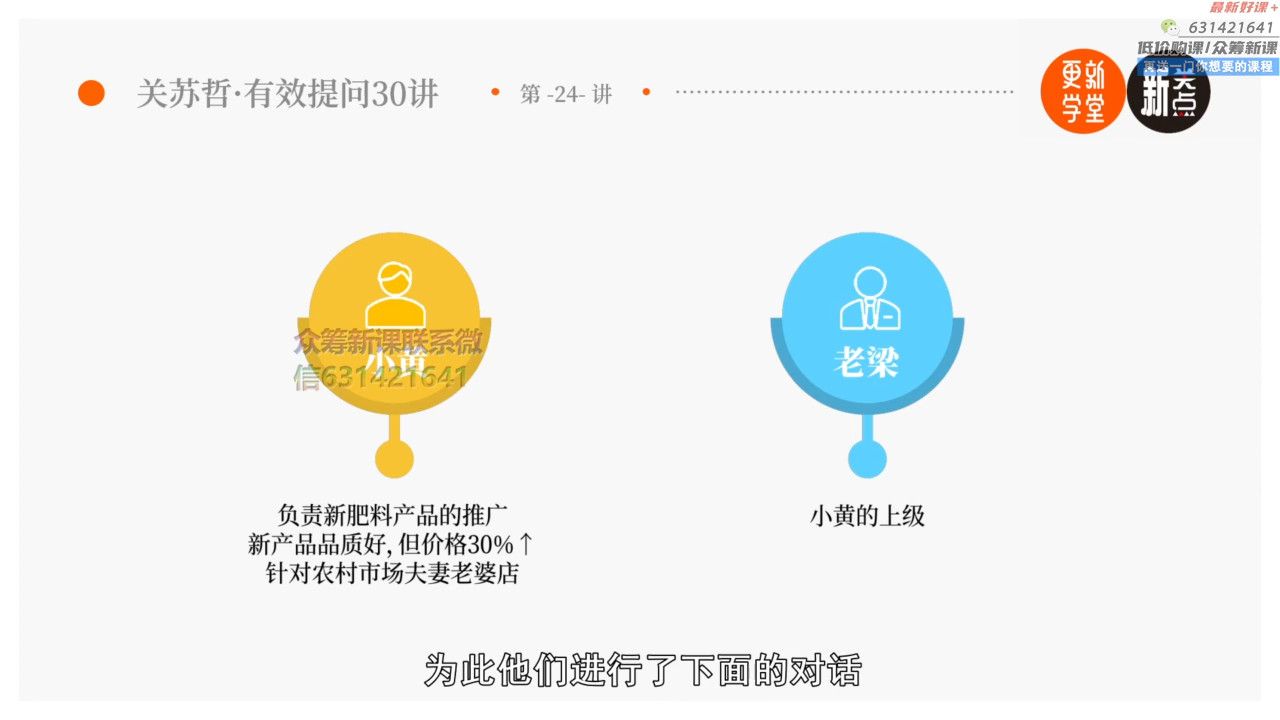 最新好课+
631421641
低价购课/众筹新课
再送一门你想要的课程
关苏哲·有效提问30讲
第 -24- 讲
更新
学堂
新关点
众筹新课联系微
信631421641
小黄
老梁
负责新肥料产品的推广
新产品品质好, 但价格30%↑
针对农村市场夫妻老婆店
小黄的上级
为此他们进行了下面的对话